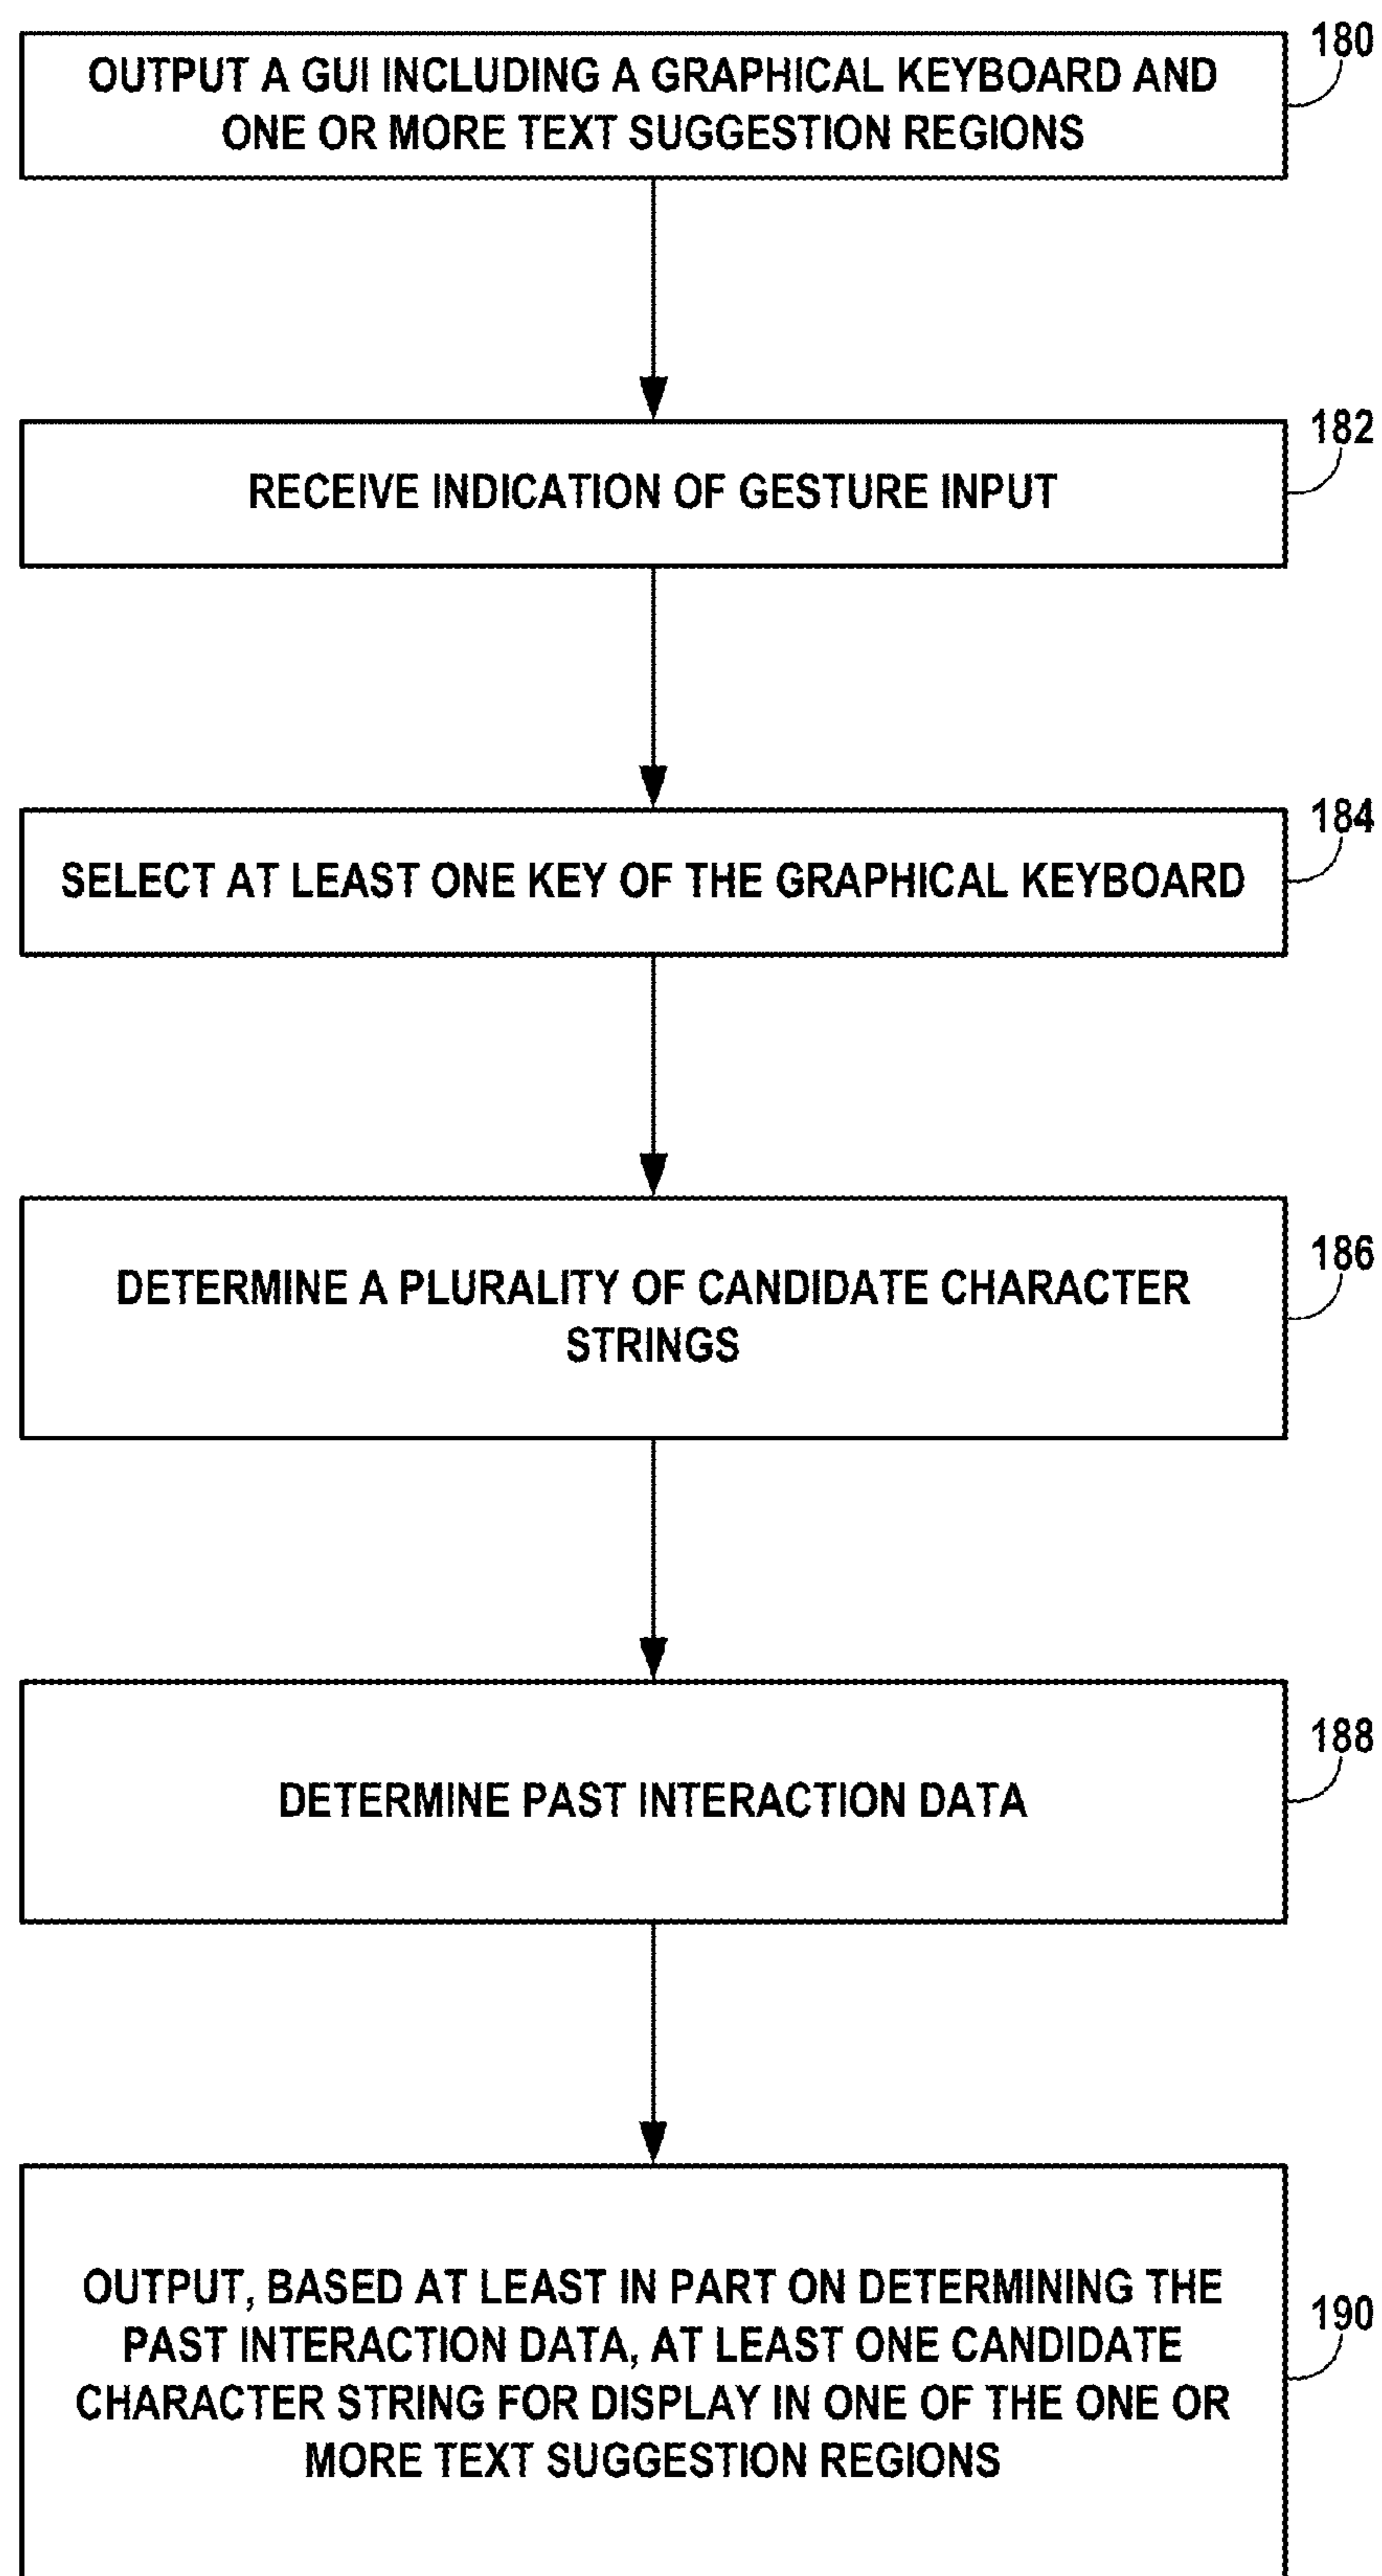 180
OUTPUT A GUI INCLUDING A GRAPHICAL KEYBOARD AND
ONE OR MORE TEXT SUGGESTION REGIONS
182
RECEIVE INDICATION OF GESTURE INPUT
184
SELECT AT LEAST ONE KEY OF THE GRAPHICAL KEYBOARD
186
DETERMINE A PLURALITY OF CANDIDATE CHARACTER
STRINGS
188
DETERMINE PAST INTERACTION DATA
190
OUTPUT, BASED AT LEAST IN PART ON DETERMINING THE
PAST INTERACTION DATA, AT LEAST ONE CANDIDATE
CHARACTER STRING FOR DISPLAY IN ONE OF THE ONE OR
MORE TEXT SUGGESTION REGIONS